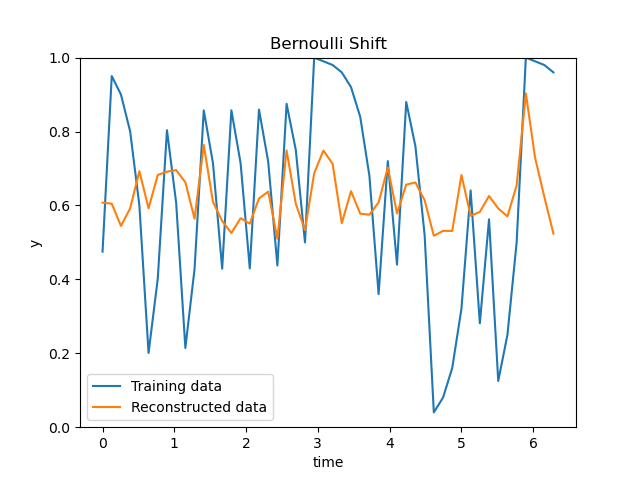 Bernoulli Shift
1.0
0.8
0.6
0.4
0.2
0.0
y
Training data
Reconstructed data
0 1 2 3 4 5 6
time